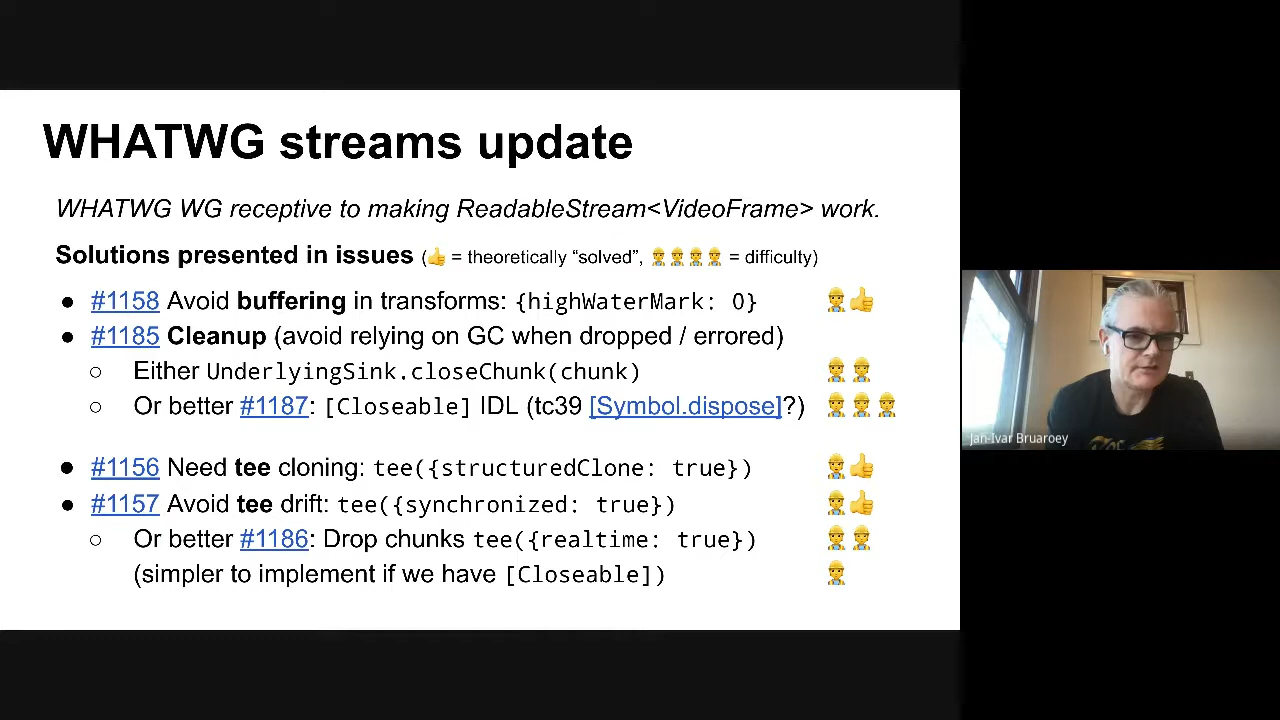 WHATWG streams update
WHATWG WG receptive to making ReadableStream<VideoFrame> work.
Solutions presented in issues (👍 = theoretically “solved”, 👷👷👷👷 = difficulty)
● #1158 Avoid buffering in transforms: {highWaterMark: 0} 👷👍
● #1185 Cleanup (avoid relying on GC when dropped / errored)
○ Either UnderlyingSink.closeChunk(chunk) 👷👷
○ Or better #1187: [Closeable] IDL (tc39 [Symbol.dispose]?) 👷👷👷
● #1156 Need tee cloning: tee({structuredClone: true}) 👷👍
● #1157 Avoid tee drift: tee({synchronized: true}) 👷👍
○ Or better #1186: Drop chunks tee({realtime: true}) 👷👷
(simpler to implement if we have [Closeable]) 👷
Jan-Ivar Bruaroey